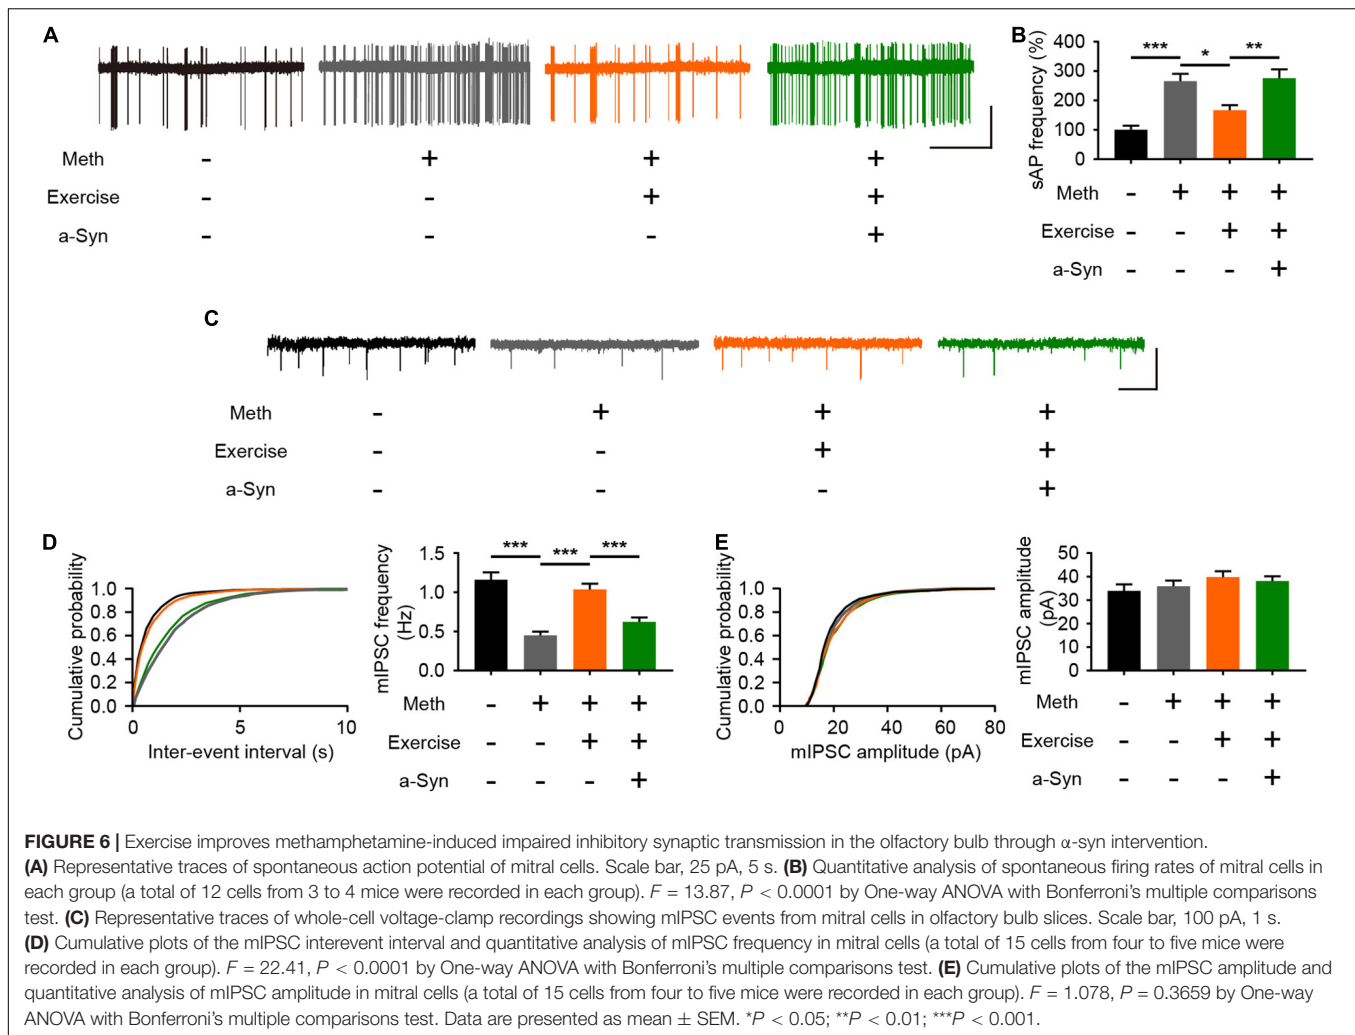 A
Meth - + + +
Exercise - - + +
a-Syn - - - +
B
sAP frequency (%)
400
300
200
100
0
*** * **
Meth - + + +
Exercise - - + +
a-Syn - - - +
C
Meth - + + +
Exercise - - + +
a-Syn - - - +
D
Cumulative probability
1.0
0.8
0.6
0.4
0.2
0.0
0 5 10
Inter-event interval (s)
mIPSC frequency
(Hz)
1.5
1.0
0.5
0.0
*** *** ***
Meth - + + +
Exercise - - + +
a-Syn - - - +
E
Cumulative probability
1.0
0.8
0.6
0.4
0.2
0.0
0 20 40 60 80
mIPSC amplitude (pA)
mIPSC amplitude
(pA)
50
40
30
20
10
0
Meth - + + +
Exercise - - + +
a-Syn - - - +
FIGURE 6 | Exercise improves methamphetamine-induced impaired inhibitory synaptic transmission in the olfactory bulb through α-syn intervention.
(A) Representative traces of spontaneous action potential of mitral cells. Scale bar, 25 pA, 5 s. (B) Quantitative analysis of spontaneous firing rates of mitral cells in
each group (a total of 12 cells from 3 to 4 mice were recorded in each group). F = 13.87, P < 0.0001 by One-way ANOVA with Bonferroni's multiple comparisons
test. (C) Representative traces of whole-cell voltage-clamp recordings showing mIPSC events from mitral cells in olfactory bulb slices. Scale bar, 100 pA, 1 s.
(D) Cumulative plots of the mIPSC interevent interval and quantitative analysis of mIPSC frequency in mitral cells (a total of 15 cells from four to five mice were
recorded in each group). F = 22.41, P < 0.0001 by One-way ANOVA with Bonferroni's multiple comparisons test. (E) Cumulative plots of the mIPSC amplitude and
quantitative analysis of mIPSC amplitude in mitral cells (a total of 15 cells from four to five mice were recorded in each group). F = 1.078, P = 0.3659 by One-way
ANOVA with Bonferroni's multiple comparisons test. Data are presented as mean ± SEM. *P < 0.05; **P < 0.01; ***P < 0.001.